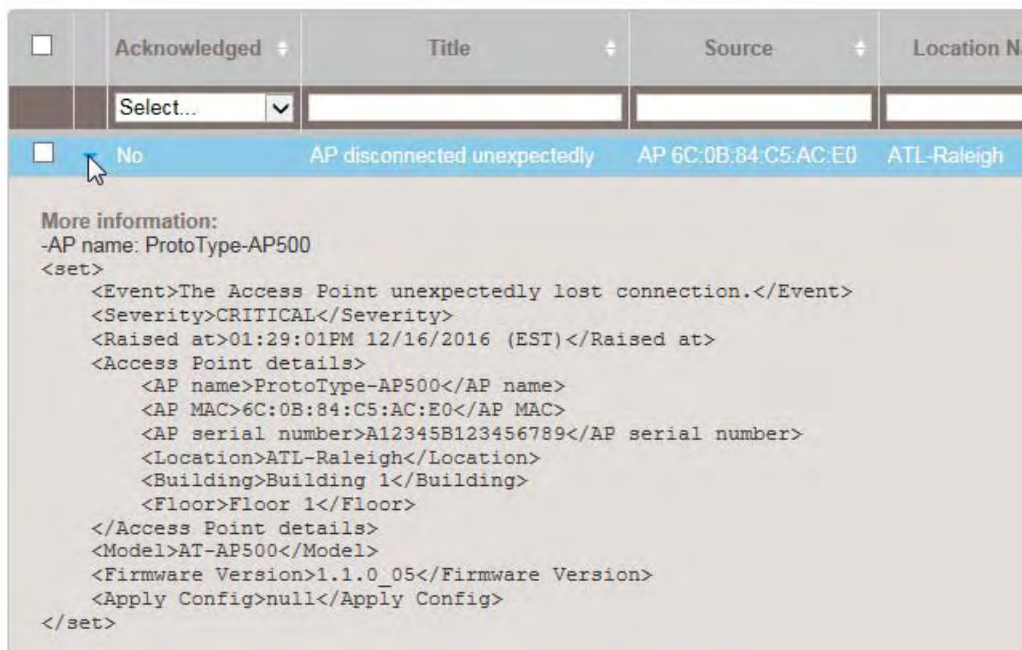 Acknowledged Title Source Location N
Select...
No AP disconnected unexpectedly AP 6C:0B:84:C5:AC:E0 ATL-Raleigh
More information:
-AP name: ProtoType-AP500
<set>
    <Event>The Access Point unexpectedly lost connection.</Event>
    <Severity>CRITICAL</Severity>
    <Raised at>01:29:01PM 12/16/2016 (EST)</Raised at>
    <Access Point details>
        <AP name>ProtoType-AP500</AP name>
        <AP MAC>6C:0B:84:C5:AC:E0</AP MAC>
        <AP serial number>A12345B123456789</AP serial number>
        <Location>ATL-Raleigh</Location>
        <Building>Building 1</Building>
        <Floor>Floor 1</Floor>
    </Access Point details>
    <Model>AT-AP500</Model>
    <Firmware Version>1.1.0_05</Firmware Version>
    <Apply Config>null</Apply Config>
</set>